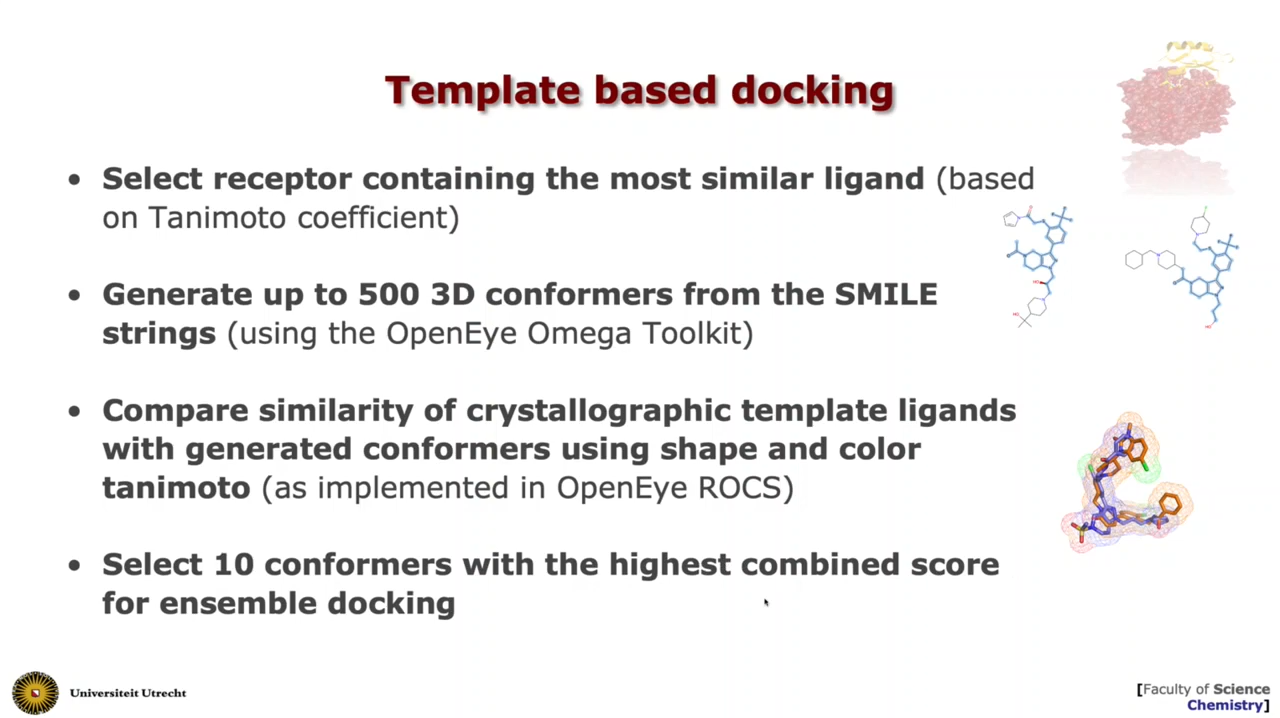 Template based docking
• Select receptor containing the most similar ligand (based
on Tanimoto coefficient)
• Generate up to 500 3D conformers from the SMILE
strings (using the OpenEye Omega Toolkit)
• Compare similarity of crystallographic template ligands
with generated conformers using shape and color
tanimoto (as implemented in OpenEye ROCS)
• Select 10 conformers with the highest combined score
for ensemble docking
Universiteit Utrecht
[Faculty of Science
Chemistry]